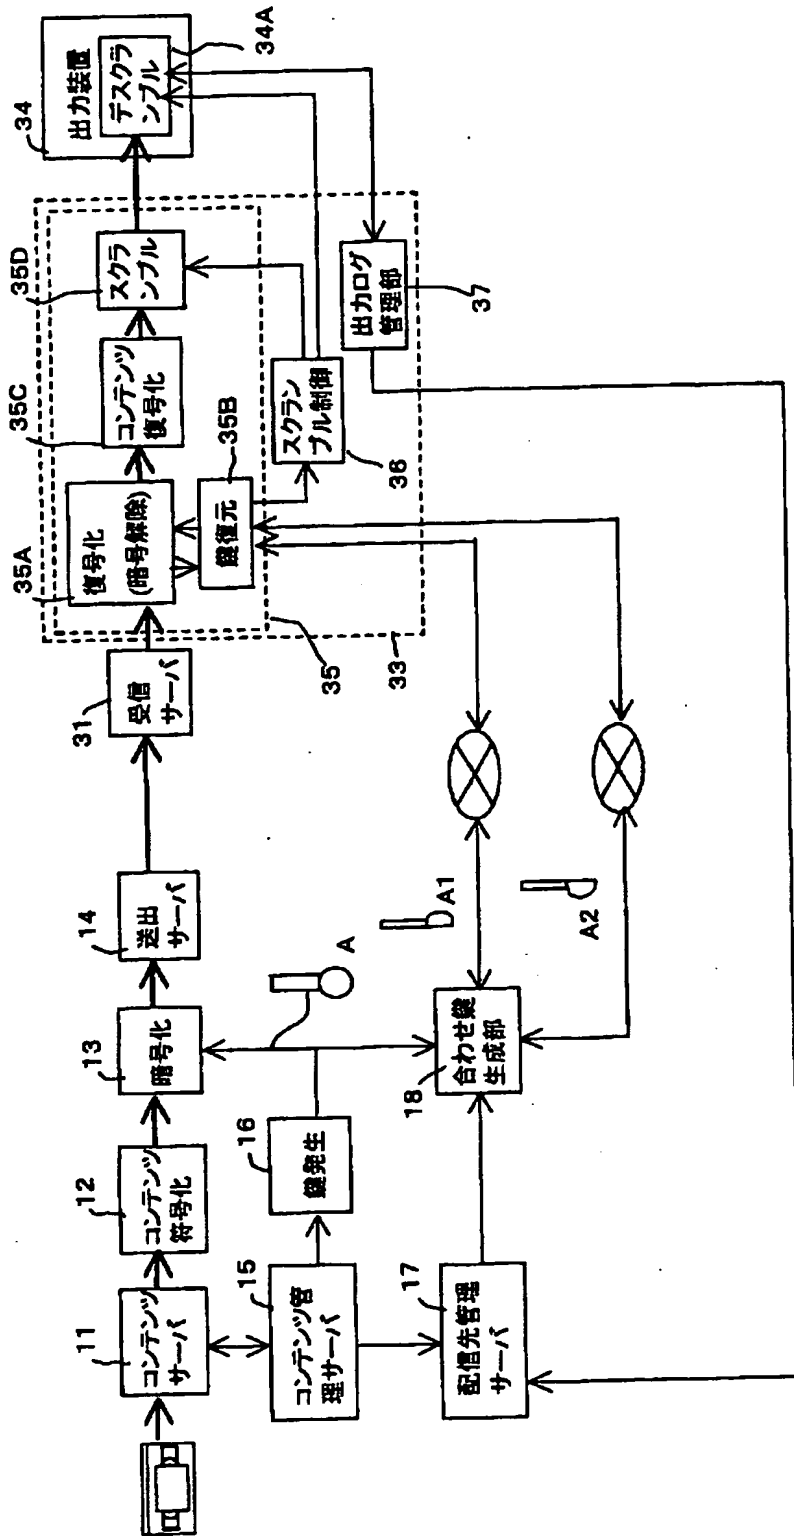 11
コンテンツ
サーバ
12
コンテンツ
符号化
13
暗号化
14
送出
サーバ
31
受信
サーバ
35A
復号化
(暗号解除)
35C
コンテンツ
復号化
35D
スクラ
ンブル
34
出力装置
デスクラ
ンブル
34A
15
コンテンツ管
理サーバ
16
鍵発生
A
35B
鍵復元
スクラン
ブル制御
36
出力ログ
管理部
37
35
33
17
配信先管理
サーバ
18
合わせ鍵
生成部
A1
A2